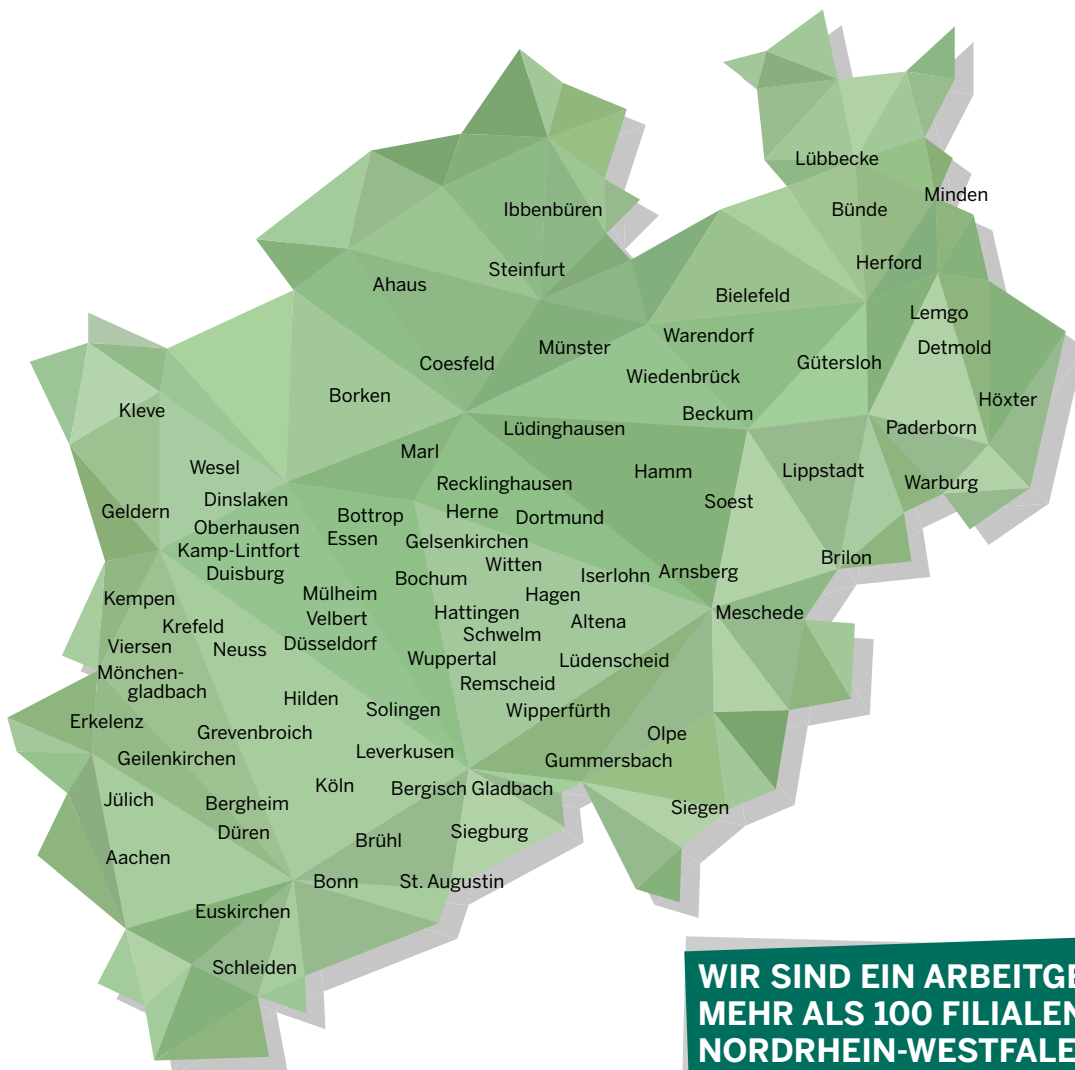 Lübbecke
Minden
Ibbenbüren
Bünde
Herford
Steinfurt
Ahaus
Bielefeld
Lemgo
Warendorf
Münster
Detmold
Coesfeld
Gütersloh
Wiedenbrück
Borken
Höxter
Kleve
Beckum
Lüdinghausen
Paderborn
Marl
Wesel
Hamm
Lippstadt
Recklinghausen
Warburg
Dinslaken
Soest
Geldern
Herne
Bottrop
Dortmund
Oberhausen
Essen
Gelsenkirchen
Kamp-Lintfort
Brilon
Witten
Duisburg
Bochum
Iserlohn
Arnsberg
Mülheim
Hagen
Kempen
Hattingen
Meschede
Velbert
Altena
Krefeld
Schwelm
Viersen
Neuss
Düsseldorf
Wuppertal
Lüdenscheid
Mönchen-
gladbach
Remscheid
Hilden
Solingen
Wipperfürth
Erkelenz
Grevenbroich
Olpe
Leverkusen
Geilenkirchen
Gummersbach
Köln
Bergisch Gladbach
Jülich
Bergheim
Siegen
Düren
Siegburg
Brühl
Aachen
Bonn
St. Augustin
Euskirchen
Schleiden
WIR SIND EIN ARBEITGE
MEHR ALS 100 FILIALEN
NORDRHEIN-WESTFALE